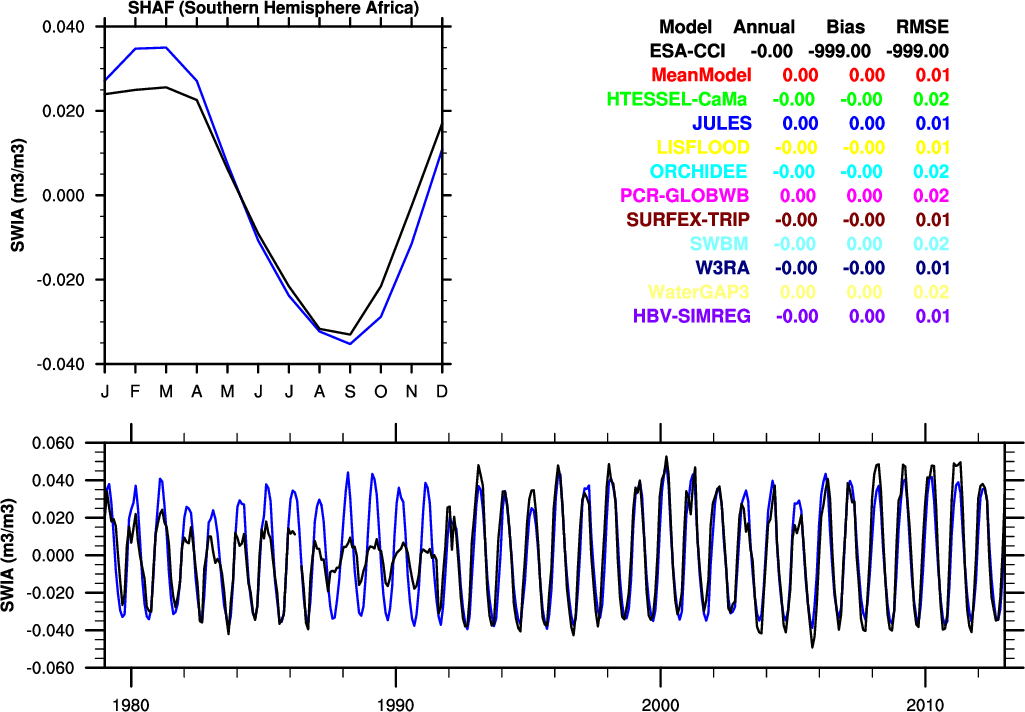 SHAF (Southern Hemisphere Africa)
0.040
0.020
0.000
-0.020
-0.040
SWIA (m3/m3)
J F M A M J J A S O N D
Model Annual Bias RMSE
ESA-CCI -0.00 -999.00 -999.00
MeanModel 0.00 0.00 0.01
HTESSEL-CaMa -0.00 -0.00 0.02
JULES 0.00 0.00 0.01
LISFLOOD -0.00 -0.00 0.01
ORCHIDEE -0.00 -0.00 0.02
PCR-GLOBWB 0.00 0.00 0.02
SURFEX-TRIP -0.00 -0.00 0.01
SWBM -0.00 0.00 0.02
W3RA -0.00 -0.00 0.01
WaterGAP3 0.00 0.00 0.02
HBV-SIMREG -0.00 0.00 0.01
0.060
0.040
0.020
0.000
-0.020
-0.040
-0.060
SWIA (m3/m3)
1980 1990 2000 2010